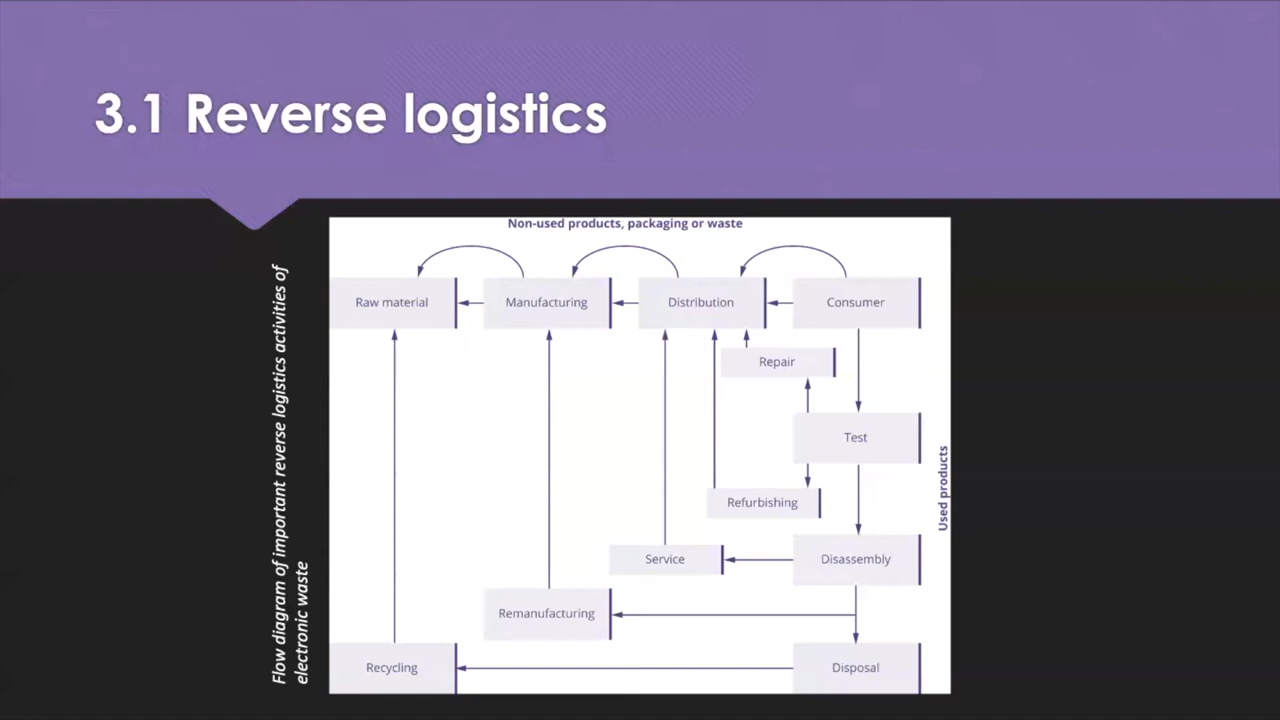 3.1 Reverse logistics
Flow diagram of important reverse logistics activities of
electronic waste
Non-used products, packaging or waste
Raw material
Manufacturing
Distribution
Consumer
Repair
Test
Used products
Refurbishing
Service
Disassembly
Remanufacturing
Recycling
Disposal